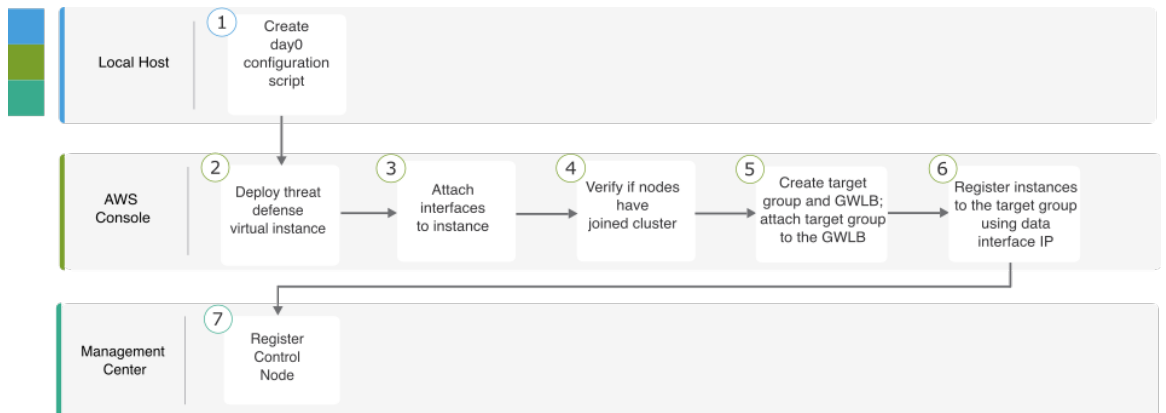 1
Create
day0
configuration
script
Local Host
2
Deploy threat
defense
virtual instance
3
Attach
interfaces
to instance
4
Verify if nodes
have
joined cluster
5
Create target
group and GWLB;
attach target group
to the GWLB
6
Register instances
to the target group
using data
interface IP
AWS
Console
7
Register
Control
Node
Management
Center